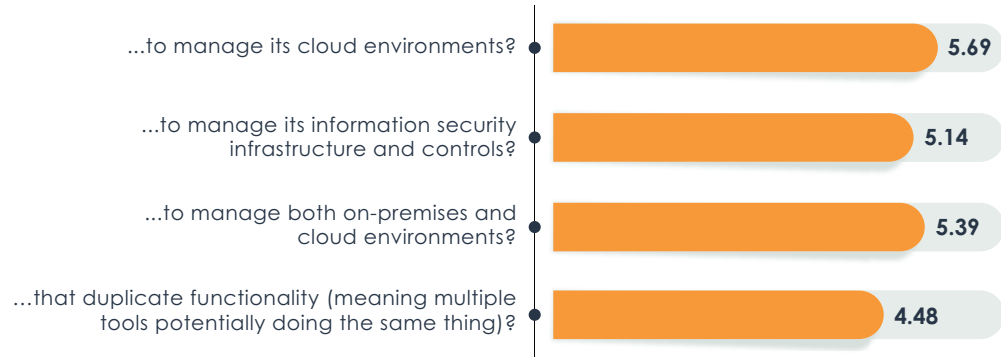 ...to manage its cloud environments?
5.69
...to manage its information security
infrastructure and controls?
5.14
...to manage both on-premises and
cloud environments?
5.39
...that duplicate functionality (meaning multiple
tools potentially doing the same thing)?
4.48